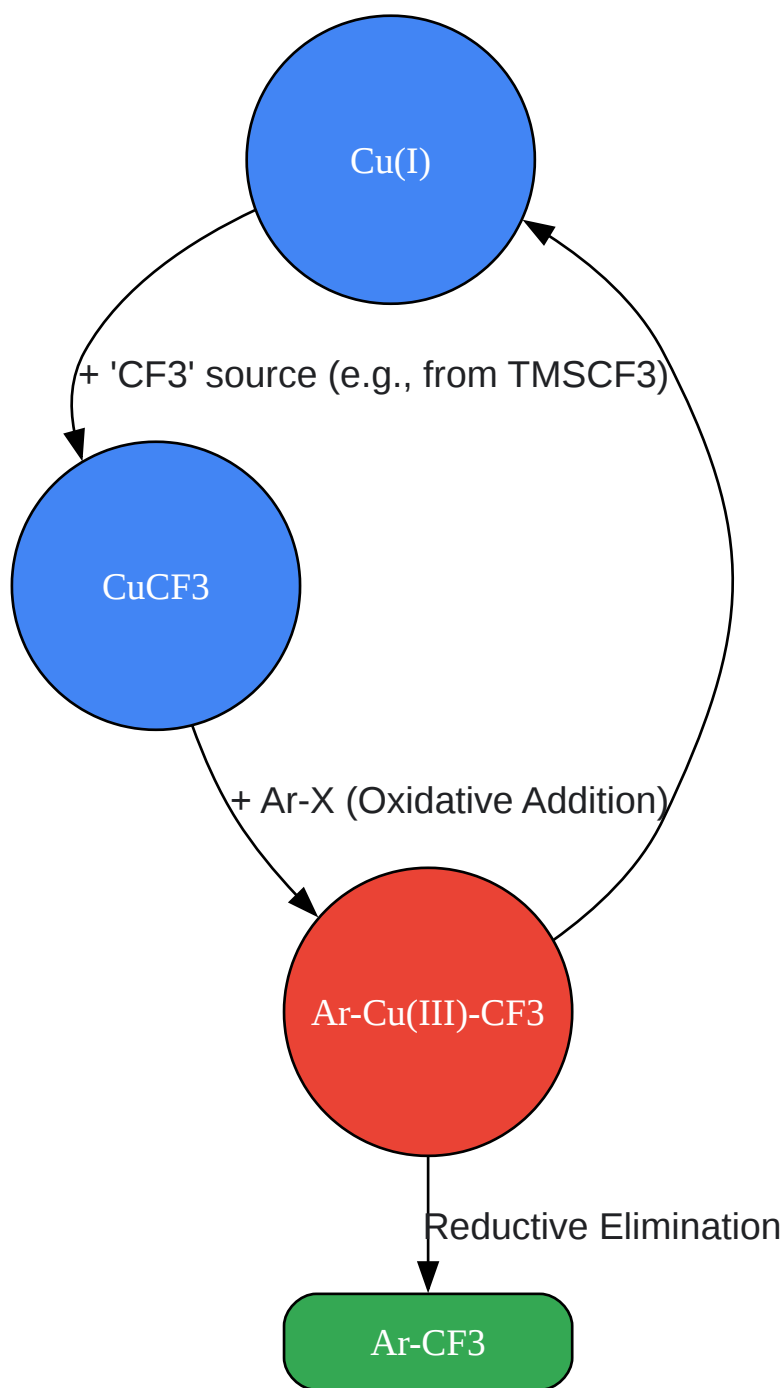 Cu(I)
+ 'CF3' source (e.g., from TMSCF3)
CuCF3
+ Ar-X (Oxidative Addition)
Ar-Cu(III)-CF3
Reductive Elimination
Ar-CF3